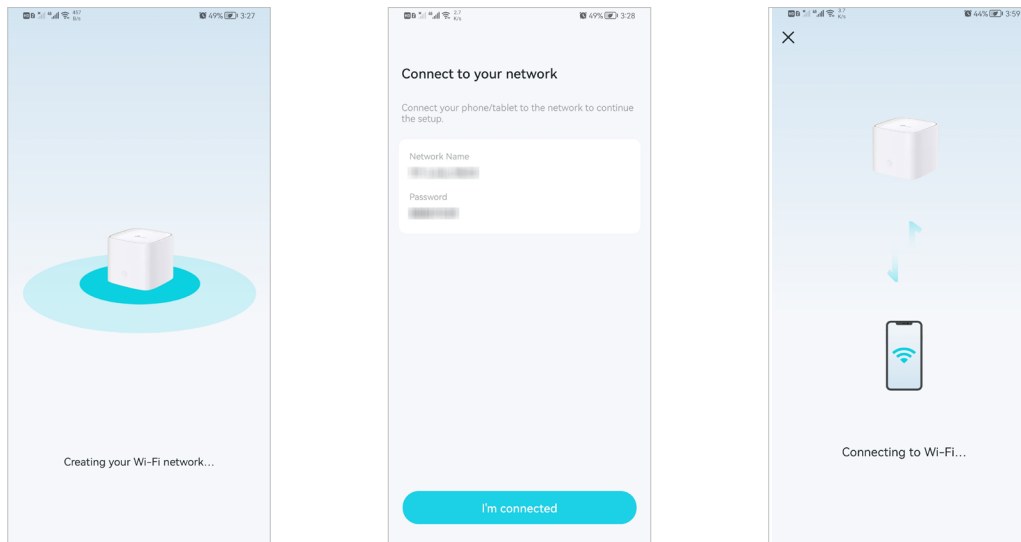 49% 3:27
Creating your Wi-Fi network...
49% 3:28
Connect to your network
Connect your phone/tablet to the network to continue
the setup.
Network Name
Password
I'm connected
44% 3:59
Connecting to Wi-Fi...